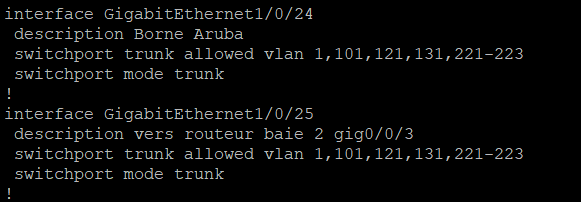 interface GigabitEthernet1/0/24
description Borne Aruba
switchport trunk allowed vlan 1,101,121,131,221-223
switchport mode trunk
!
interface GigabitEthernet1/0/25
description vers routeur baie 2 gig0/0/3
switchport trunk allowed vlan 1,101,121,131,221-223
switchport mode trunk
!